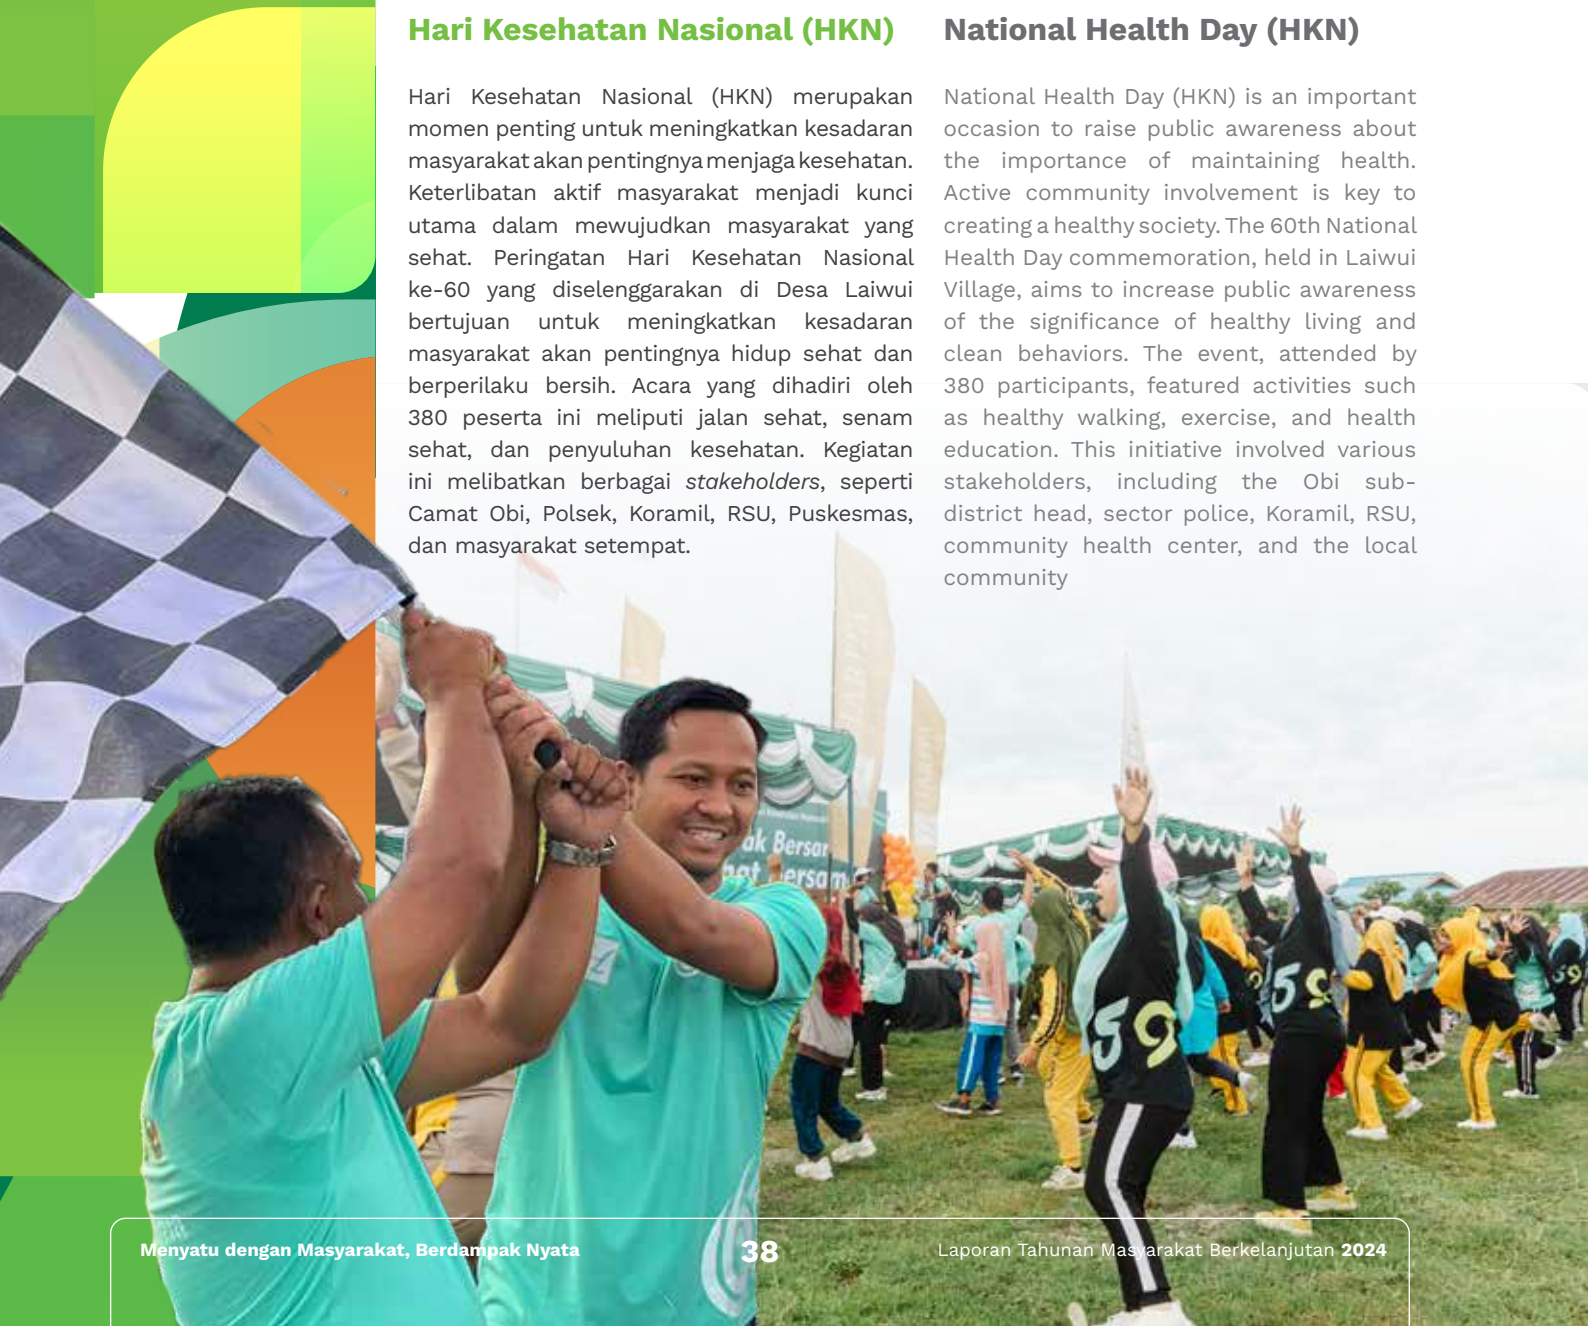 Hari Kesehatan Nasional (HKN)
Hari Kesehatan Nasional (HKN) merupakan
momen penting untuk meningkatkan kesadaran
masyarakat akan pentingnya menjaga kesehatan.
Keterlibatan aktif masyarakat menjadi kunci
utama dalam mewujudkan masyarakat yang
sehat. Peringatan Hari Kesehatan Nasional
ke-60 yang diselenggarakan di Desa Laiwui
bertujuan untuk meningkatkan kesadaran
masyarakat akan pentingnya hidup sehat dan
berperilaku bersih. Acara yang dihadiri oleh
380 peserta ini meliputi jalan sehat, senam
sehat, dan penyuluhan kesehatan. Kegiatan
ini melibatkan berbagai stakeholders, seperti
Camat Obi, Polsek, Koramil, RSU, Puskesmas,
dan masyarakat setempat.
National Health Day (HKN)
National Health Day (HKN) is an important
occasion to raise public awareness about
the importance of maintaining health.
Active community involvement is key to
creating a healthy society. The 60th National
Health Day commemoration, held in Laiwui
Village, aims to increase public awareness
of the significance of healthy living and
clean behaviors. The event, attended by
380 participants, featured activities such
as healthy walking, exercise, and health
education. This initiative involved various
stakeholders, including the Obi sub-
district head, sector police, Koramil, RSU,
community health center, and the local
community
ak Bersam
hat Bersam
59
59
59
Menyatu dengan Masyarakat, Berdampak Nyata
38
Laporan Tahunan Masyarakat Berkelanjutan 2024